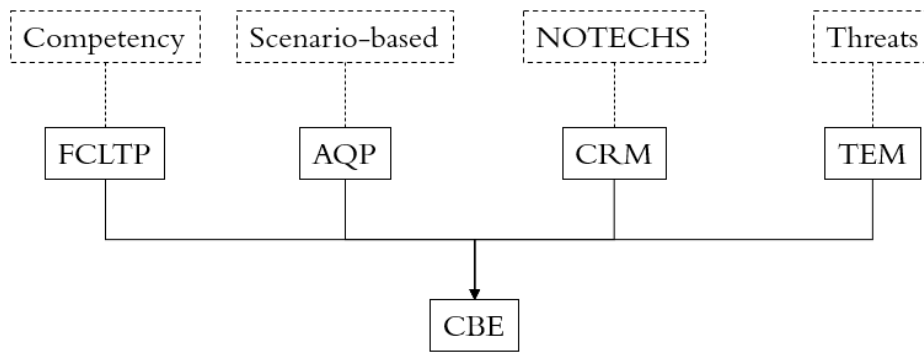 Competency
Scenario-based
NOTECHS
Threats
FCLTP
AQP
CRM
TEM
CBE